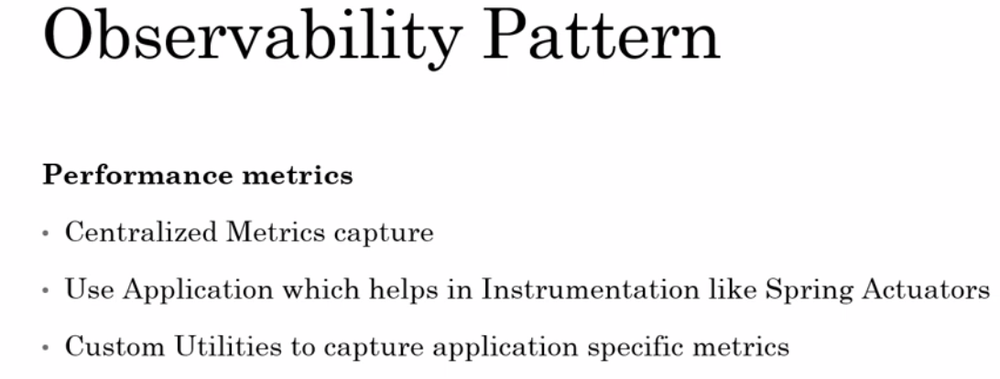 Observability Pattern
Performance metrics
• Centralized Metrics capture
• Use Application which helps in Instrumentation like Spring Actuators
• Custom Utilities to capture application specific metrics